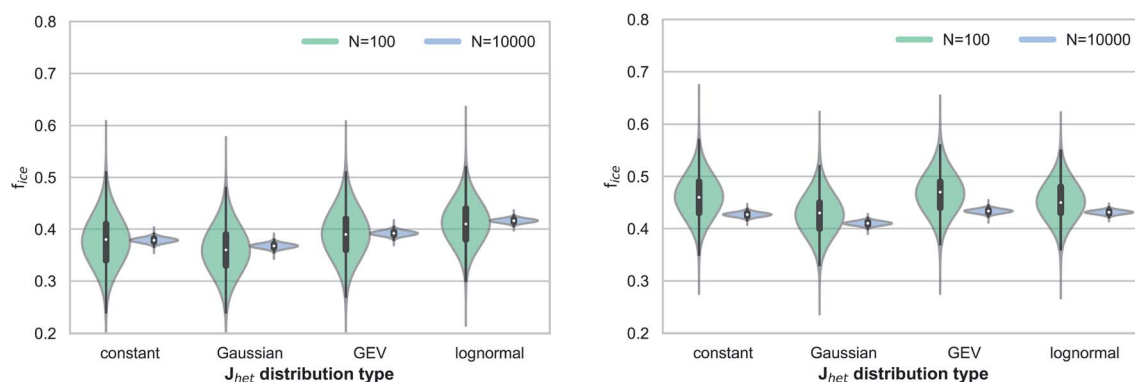 0.8
N=100 N=10000
0.7
0.6
0.5
f_ice
0.4
0.3
0.2
constant Gaussian GEV lognormal
J_het distribution type
0.8
N=100 N=10000
0.7
0.6
0.5
f_ice
0.4
0.3
0.2
constant Gaussian GEV lognormal
J_het distribution type